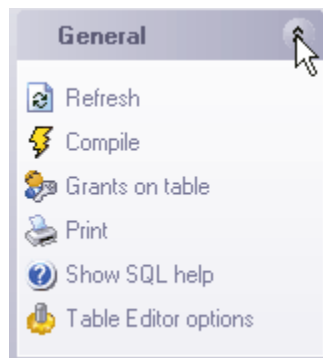 General
Refresh
Compile
Grants on table
Print
Show SQL help
Table Editor options